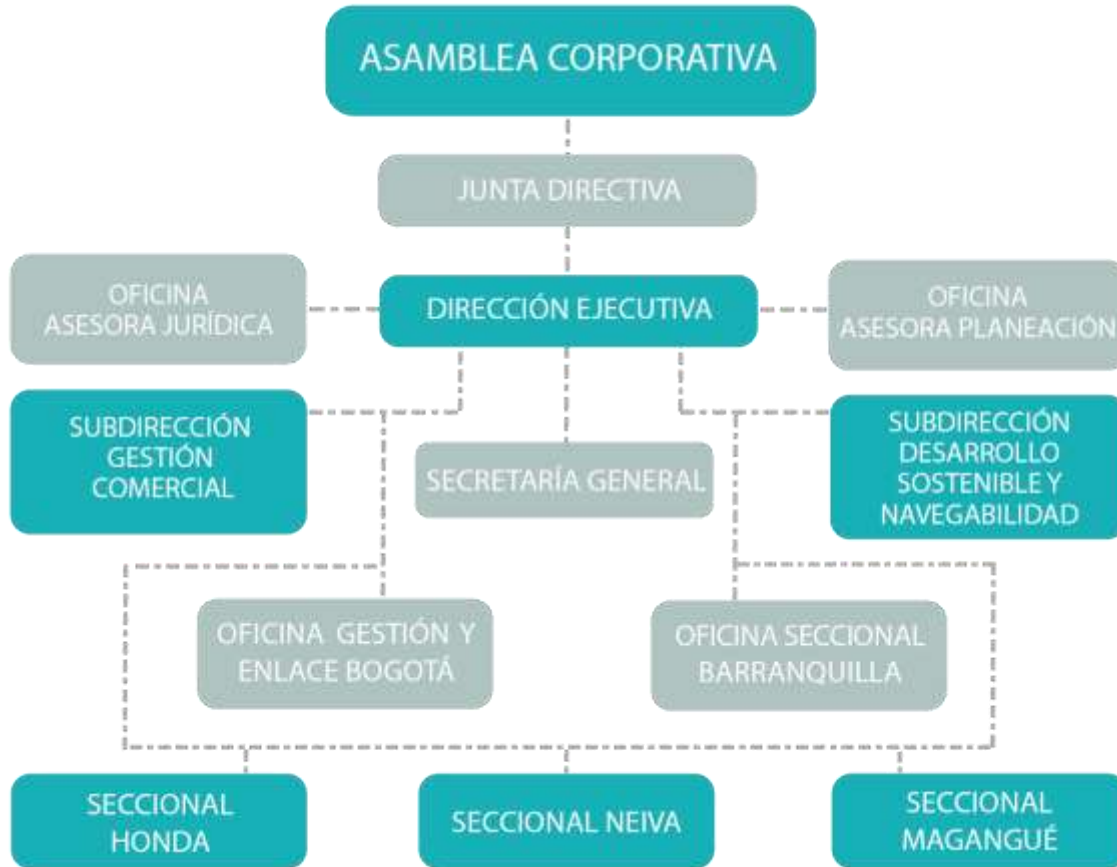 ASAMBLEA CORPORATIVA
JUNTA DIRECTIVA
OFICINA
ASESORA JURÍDICA
DIRECCIÓN EJECUTIVA
OFICINA
ASESORA PLANEACIÓN
SUBDIRECCIÓN
GESTIÓN
COMERCIAL
SECRETARÍA GENERAL
SUBDIRECCIÓN
DESARROLLO
SOSTENIBLE Y
NAVEGABILIDAD
OFICINA GESTIÓN Y
ENLACE BOGOTÁ
OFICINA SECCIONAL
BARRANQUILLA
SECCIONAL
HONDA
SECCIONAL NEIVA
SECCIONAL
MAGANGUÉ